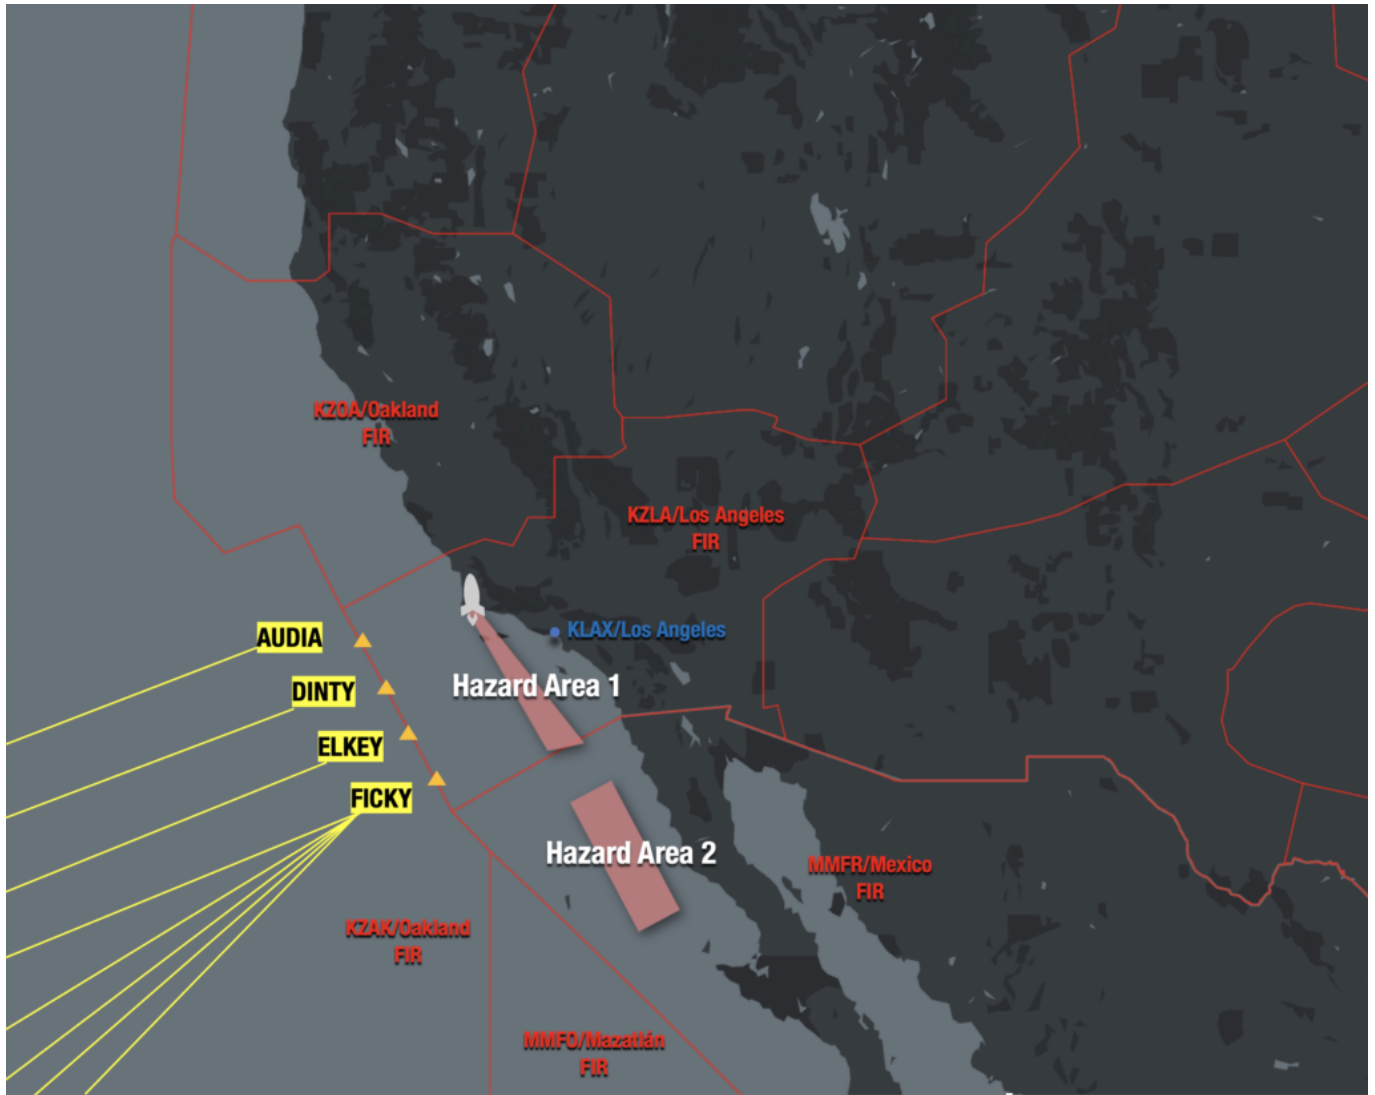 KZOA/Oakland
FIR
KZLA/Los Angeles
FIR
AUDIA
KLAX/Los Angeles
DINTY
Hazard Area 1
ELKEY
FICKY
Hazard Area 2
MMFR/Mexico
FIR
KZAK/Oakland
FIR
MMFO/Mazatlán
FIR